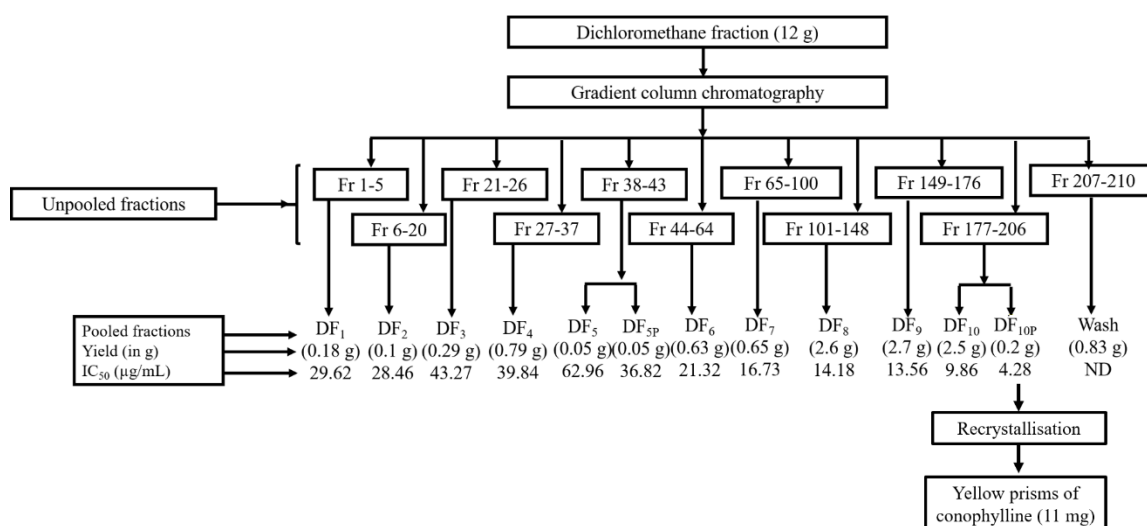 Dichloromethane fraction (12 g)
Gradient column chromatography
Fr 1-5
Fr 21-26
Fr 38-43
Fr 65-100
Fr 149-176
Fr 207-210
Unpooled fractions
Fr 6-20
Fr 27-37
Fr 44-64
Fr 101-148
Fr 177-206
Pooled fractions DF₁ DF₂ DF₃ DF₄ DF₅ DF₅P DF₆ DF₇ DF₈ DF₉ DF₁₀ DF₁₀P Wash
Yield (in g) (0.18 g) (0.1 g) (0.29 g) (0.79 g) (0.05 g) (0.05 g) (0.63 g) (0.65 g) (2.6 g) (2.7 g) (2.5 g) (0.2 g) (0.83 g)
IC₅₀ (µg/mL) 29.62 28.46 43.27 39.84 62.96 36.82 21.32 16.73 14.18 13.56 9.86 4.28 ND
Recrystallisation
Yellow prisms of
conophylline (11 mg)